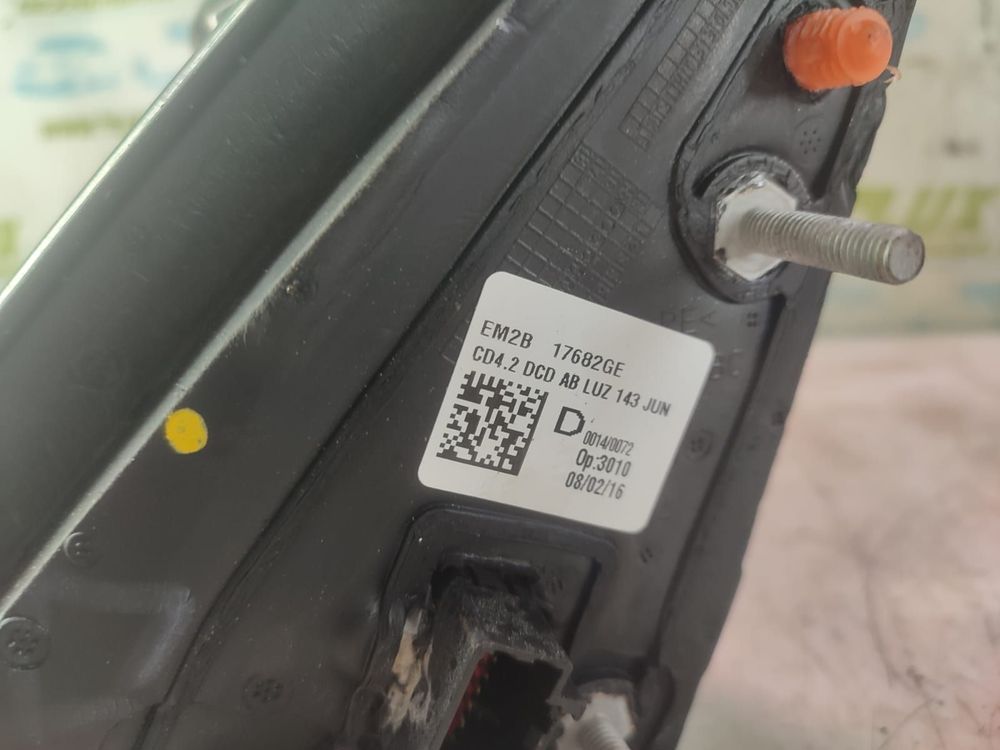 EM2B 17682GE
CD4.2 DCD AB LUZ 143 JUN
D 0014/0072
Op:3010
08/02/16